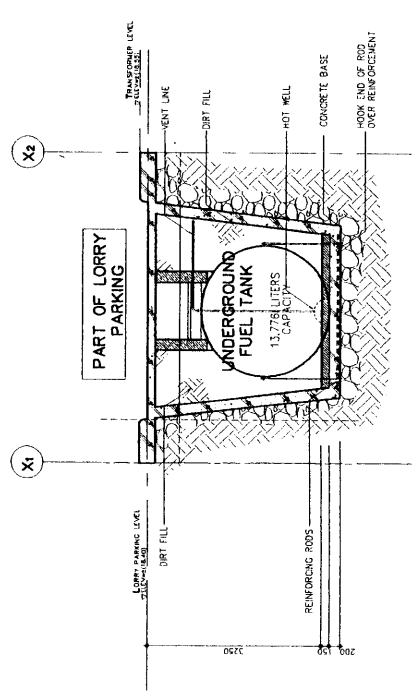 X1
X2
LORRY PARKING LEVEL
TRANSFORMER LEVEL
PART OF LORRY
PARKING
DIRT FILL
VENT LINE
DIRT FILL
UNDERGROUND
FUEL TANK
13,776 LITERS
CAPACITY
HOT WELL
REINFORCING RODS
CONCRETE BASE
HOOK END OF ROD
OVER REINFORCEMENT
3250
150
200